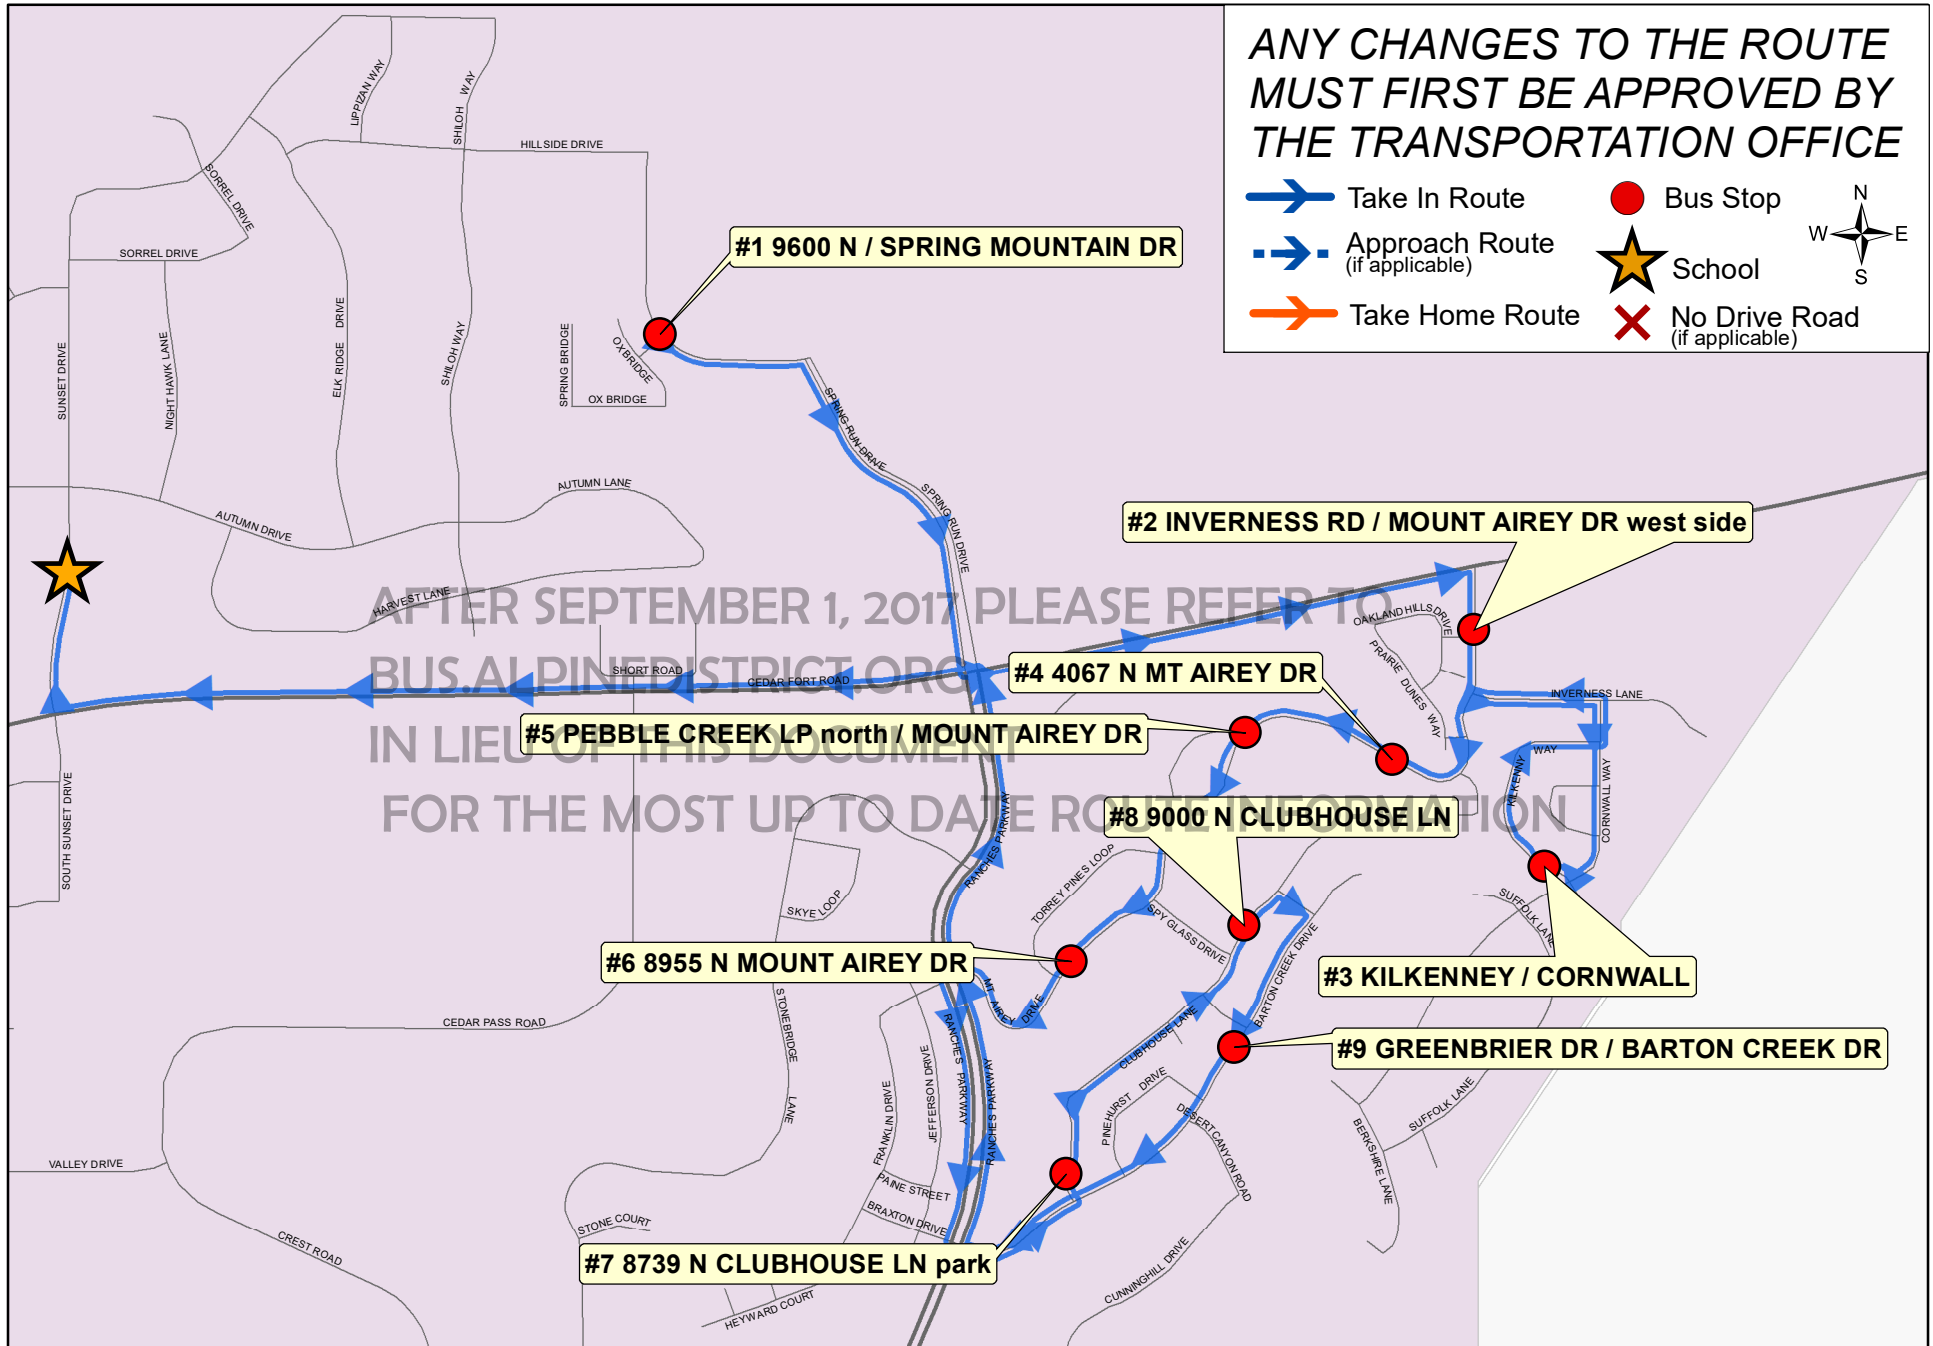 ANY CHANGES TO THE ROUTE
MUST FIRST BE APPROVED BY
THE TRANSPORTATION OFFICE
Take In Route
Bus Stop
Approach Route
(if applicable)
School
Take Home Route
No Drive Road
(if applicable)
N
W
E
S
LIPPIZAN WAY
SHILOH WAY
HILLSIDE DRIVE
SORREL DRIVE
SORREL DRIVE
#1 9600 N / SPRING MOUNTAIN DR
SUNSET DRIVE
NIGHT HAWK LANE
ELK RIDGE DRIVE
SHILOH WAY
SPRING BRIDGE
OXBRIDGE
OX BRIDGE
SPRING RUN DRIVE
SPRING RUN DRIVE
AUTUMN LANE
AUTUMN DRIVE
HARVEST LANE
#2 INVERNESS RD / MOUNT AIREY DR west side
AFTER SEPTEMBER 1, 2017 PLEASE REFER TO
BUS.ALPINEDISTRICT.ORG
IN LIEU OF THIS DOCUMENT
FOR THE MOST UP TO DATE ROUTE INFORMATION
OAKLAND HILLS DRIVE
PRAIRIE DUNES WAY
SHORT ROAD
CEDAR FORT ROAD
#4 4067 N MT AIREY DR
INVERNESS LANE
#5 PEBBLE CREEK LP north / MOUNT AIREY DR
KILKENNY WAY
CORNWALL WAY
SOUTH SUNSET DRIVE
RANCHES PARKWAY
#8 9000 N CLUBHOUSE LN
TORREY PINES LOOP
SKYE LOOP
SPY GLASS DRIVE
SUFFOLK LANE
#6 8955 N MOUNT AIREY DR
MT AIREY DRIVE
BARTON CREEK DRIVE
#3 KILKENNEY / CORNWALL
CEDAR PASS ROAD
STONEBRIDGE LANE
RANCHES PARKWAY
RANCHES PARKWAY
JEFFERSON DRIVE
FRANKLIN DRIVE
CLUBHOUSE LANE
#9 GREENBRIER DR / BARTON CREEK DR
PINEHURST DRIVE
DESERT CANYON ROAD
SUFFOLK LANE
BERKSHIRE LANE
VALLEY DRIVE
PAINE STREET
BRAXTON DRIVE
STONE COURT
CREST ROAD
#7 8739 N CLUBHOUSE LN park
CUNNINGHILL DRIVE
HEYWARD COURT